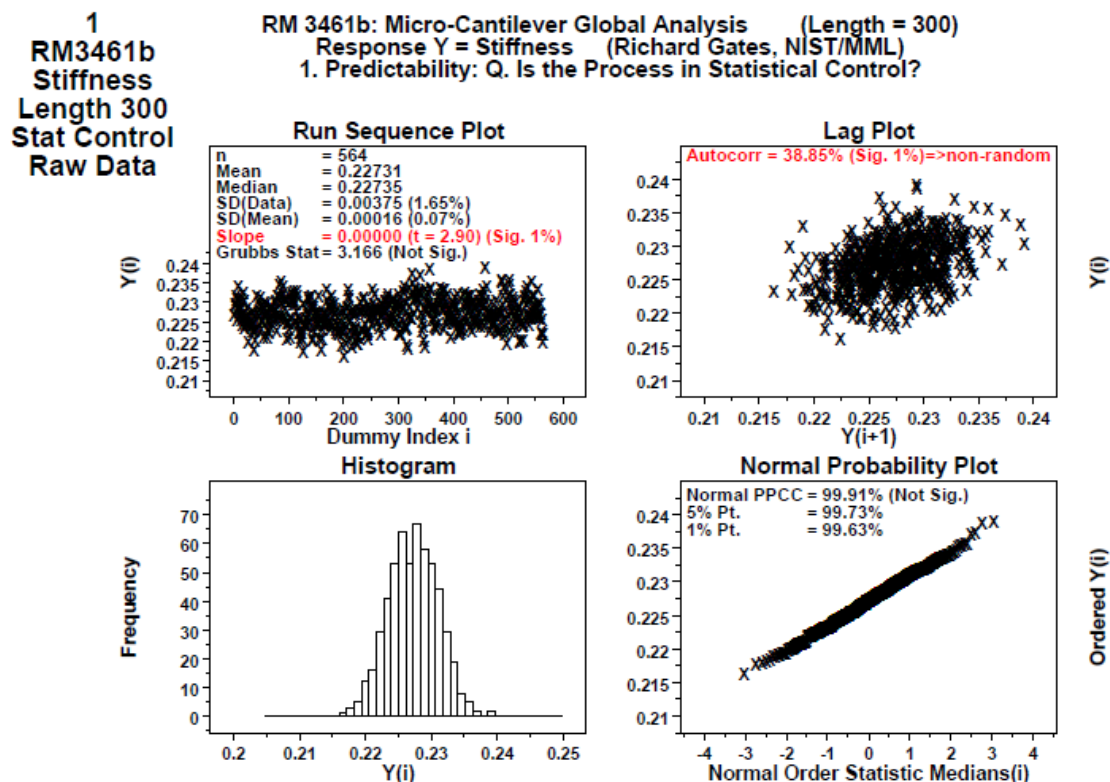 1
RM3461b
Stiffness
Length 300
Stat Control
Raw Data
RM 3461b: Micro-Cantilever Global Analysis (Length = 300)
Response Y = Stiffness (Richard Gates, NIST/MML)
1. Predictability: Q. Is the Process in Statistical Control?
Run Sequence Plot
n = 564
Mean = 0.22731
Median = 0.22735
SD(Data) = 0.00375 (1.65%)
SD(Mean) = 0.00016 (0.07%)
Slope = 0.00000 (t = 2.90) (Sig. 1%)
Grubbs Stat = 3.166 (Not Sig.)
Y(i)
0.24
0.235
0.23
0.225
0.22
0.215
0.21
0 100 200 300 400 500 600
Dummy Index i
Lag Plot
Autocorr = 38.85% (Sig. 1%)=>non-random
0.24
0.235
0.23
0.225
0.22
0.215
0.21
Y(i)
0.21 0.215 0.22 0.225 0.23 0.235 0.24
Y(i+1)
Histogram
Frequency
70
60
50
40
30
20
10
0
0.2 0.21 0.22 0.23 0.24 0.25
Y(i)
Normal Probability Plot
Normal PPCC = 99.91% (Not Sig.)
5% Pt. = 99.73%
1% Pt. = 99.63%
0.24
0.235
0.23
0.225
0.22
0.215
0.21
Ordered Y(i)
-4 -3 -2 -1 0 1 2 3 4
Normal Order Statistic Medians(i)